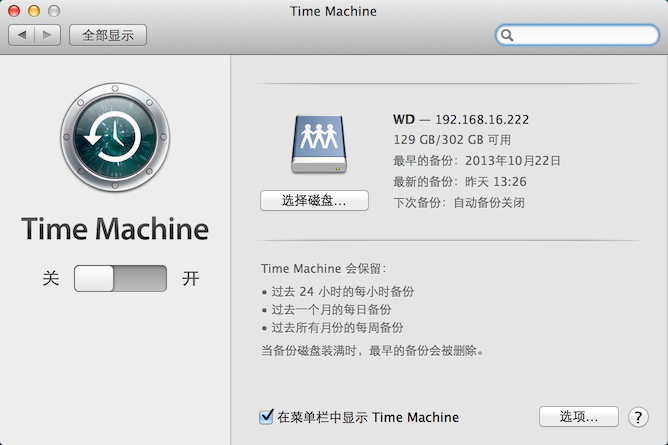 Time Machine
全部显示
WD — 192.168.16.222
129 GB/302 GB 可用
最早的备份：2013年10月22日
最新的备份：昨天 13:26
下次备份：自动备份关闭
选择磁盘...
Time Machine
关 开
Time Machine 会保留：
• 过去 24 小时的每小时备份
• 过去一个月的每日备份
• 过去所有月份的每周备份
当备份磁盘装满时，最早的备份会被删除。
在菜单栏中显示 Time Machine
选项... ?